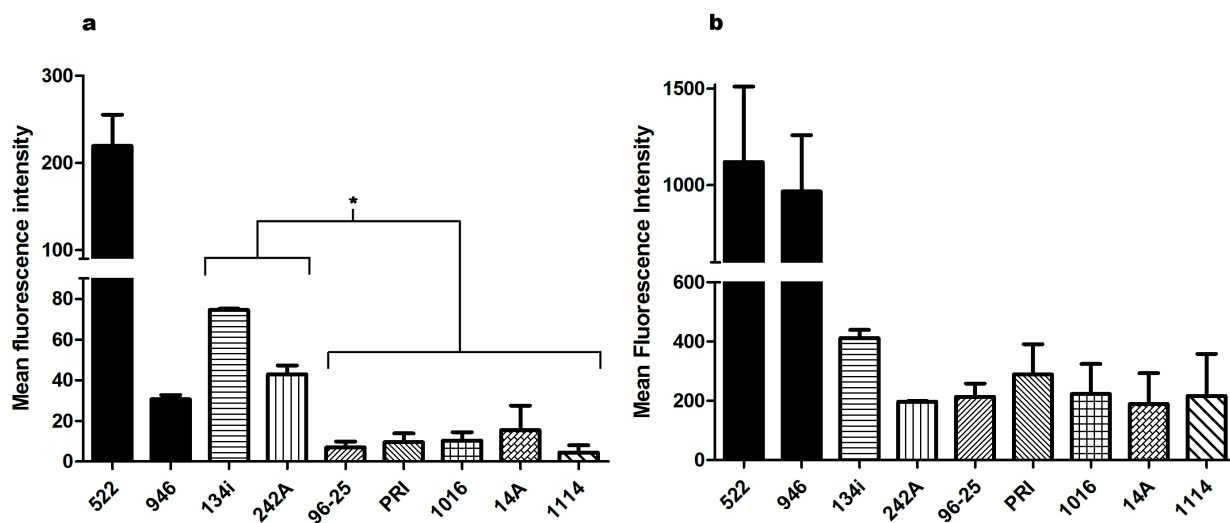 a
Mean fluorescence intensity
300
200
100
80
60
40
20
0
*
522
946
134i
242A
96-25
PRI
1016
14A
1114
b
Mean Fluorescence Intensity
1500
1000
600
400
200
0
522
946
134i
242A
96-25
PRI
1016
14A
1114